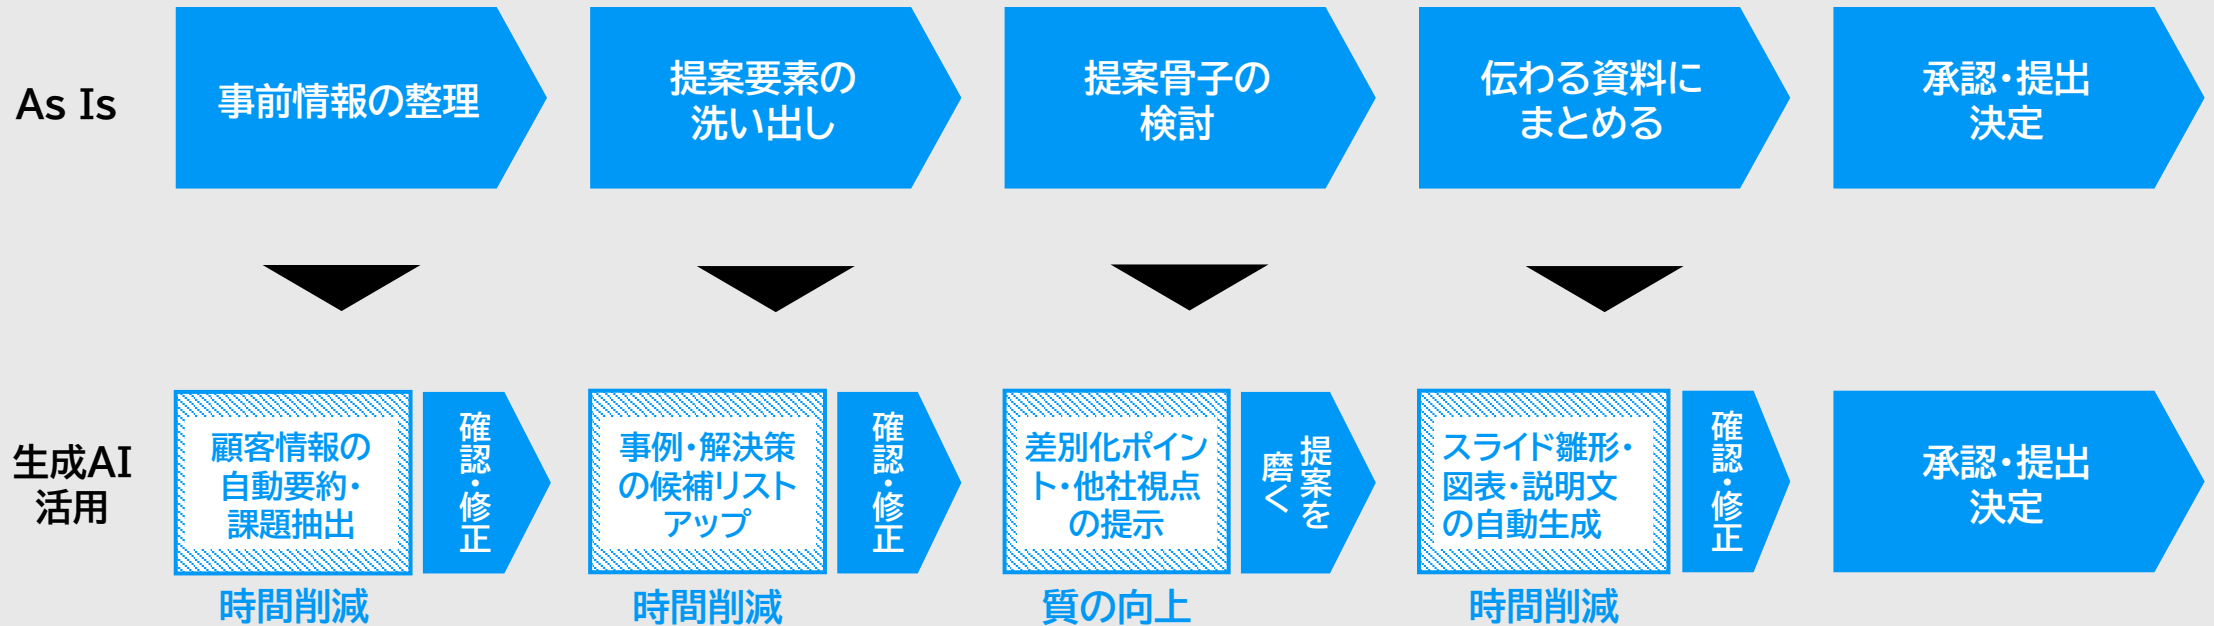 As Is
事前情報の整理
提案要素の
洗い出し
提案骨子の
検討
伝わる資料に
まとめる
承認・提出
決定
生成AI
活用
顧客情報の
自動要約・
課題抽出
確認・修正
時間削減
事例・解決策
の候補リスト
アップ
確認・修正
時間削減
差別化ポイン
ト・他社視点
の提示
提案を
磨く
質の向上
スライド雛形・
図表・説明文
の自動生成
確認・修正
時間削減
承認・提出
決定